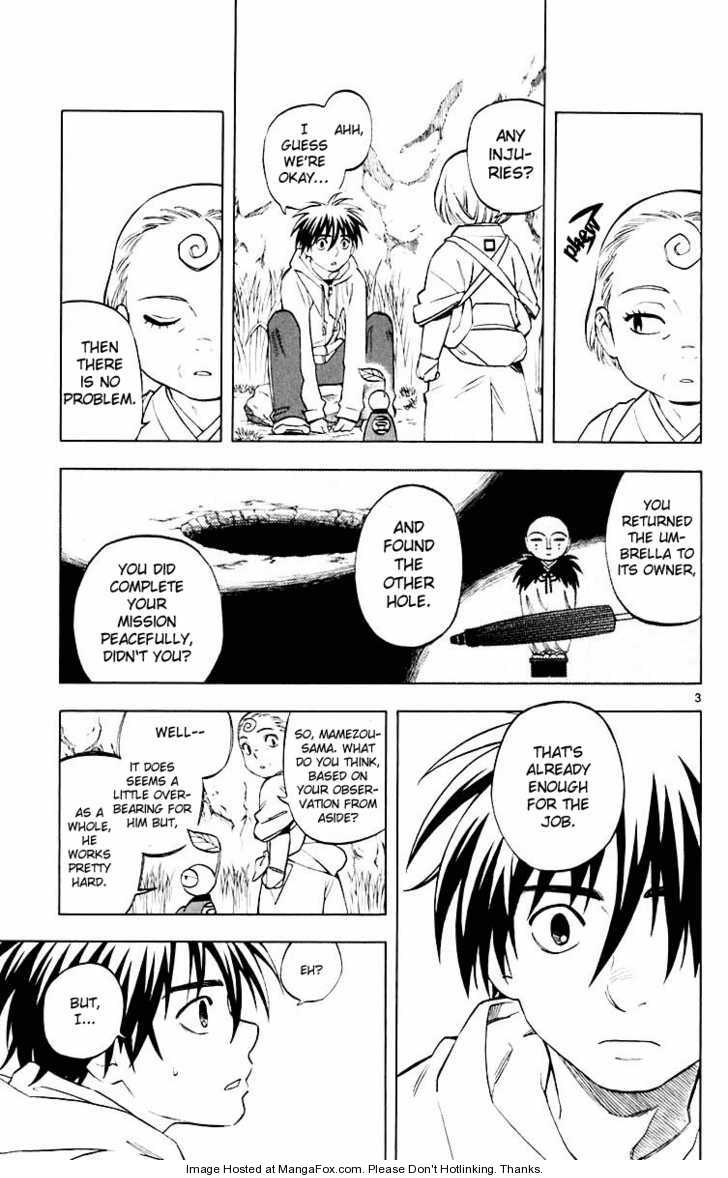 phew
ANY
INJU-
RIES?
AHH,
I
GUESS
WE'RE
OKAY...
THEN
THERE
IS NO
PROBLEM.
YOU
RETURNED
THE UM-
BRELLA TO
ITS OWNER,
AND
FOUND
THE
OTHER
HOLE.
YOU DID
COMPLETE
YOUR
MISSION
PEACEFULLY,
DIDN'T YOU?
3
THAT'S
ALREADY
ENOUGH
FOR THE
JOB.
SO, MAMEZOU-
SAMA. WHAT
DO YOU THINK,
BASED ON
YOUR OBSER-
VATION FROM
ASIDE?
WELL--
IT DOES
SEEMS A
LITTLE OVER-
BEARING FOR
HIM BUT,
AS A
WHOLE,
HE
WORKS
PRETTY
HARD.
EH?
BUT,
I...
Image Hosted at MangaFox.com. Please Don't Hotlinking. Thanks.